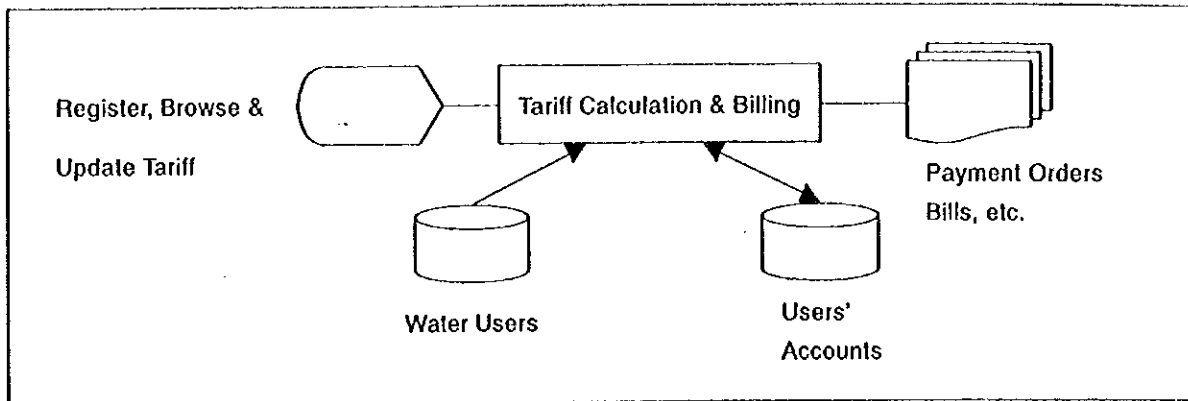 Register, Browse &
Update Tariff
Tariff Calculation & Billing
Payment Orders
Bills, etc.
Water Users
Users'
Accounts